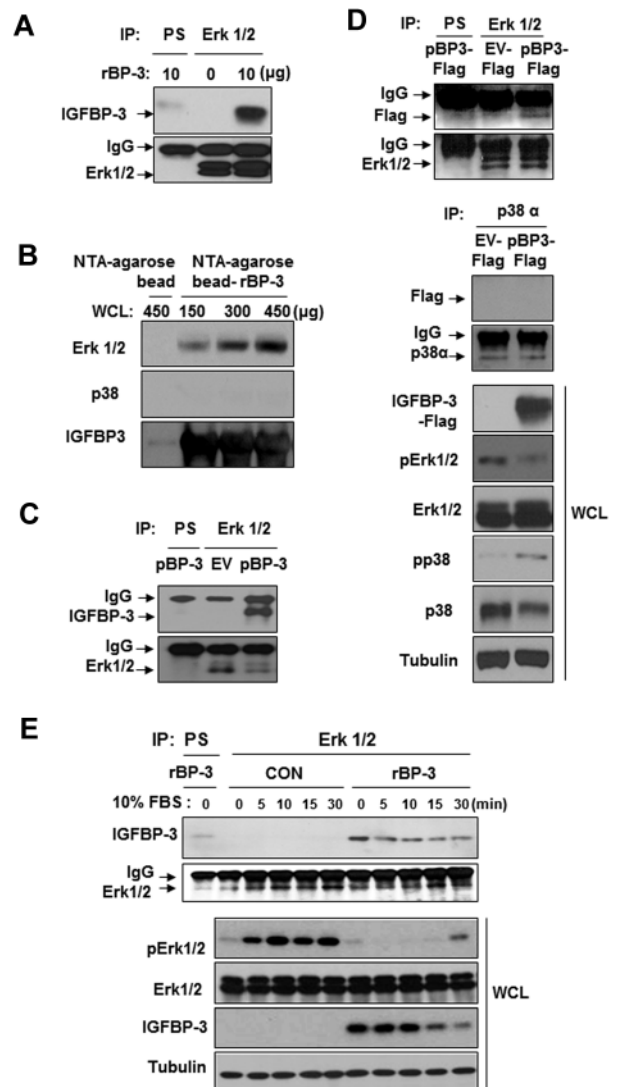 A
IP: PS Erk 1/2
rBP-3: 10 0 10 (μg)
IGFBP-3
IgG
Erk1/2
B
NTA-agarose bead NTA-agarose bead- rBP-3
WCL: 450 150 300 450 (μg)
Erk 1/2
p38
IGFBP3
C
IP: PS Erk 1/2
pBP-3 EV pBP-3
IgG
IGFBP-3
IgG
Erk1/2
D
IP: PS Erk 1/2
pBP3- EV- pBP3-
Flag Flag Flag
IgG
Flag
IgG
Erk1/2
IP: p38 α
EV- pBP3-
Flag Flag
Flag
IgG
p38α
IGFBP-3
-Flag
pErk1/2
Erk1/2
pp38
p38
Tubulin
WCL
E
IP: PS Erk 1/2
rBP-3 CON rBP-3
10% FBS : 0 0 5 10 15 30 0 5 10 15 30 (min)
IGFBP-3
IgG
Erk1/2
pErk1/2
Erk1/2
IGFBP-3
Tubulin
WCL